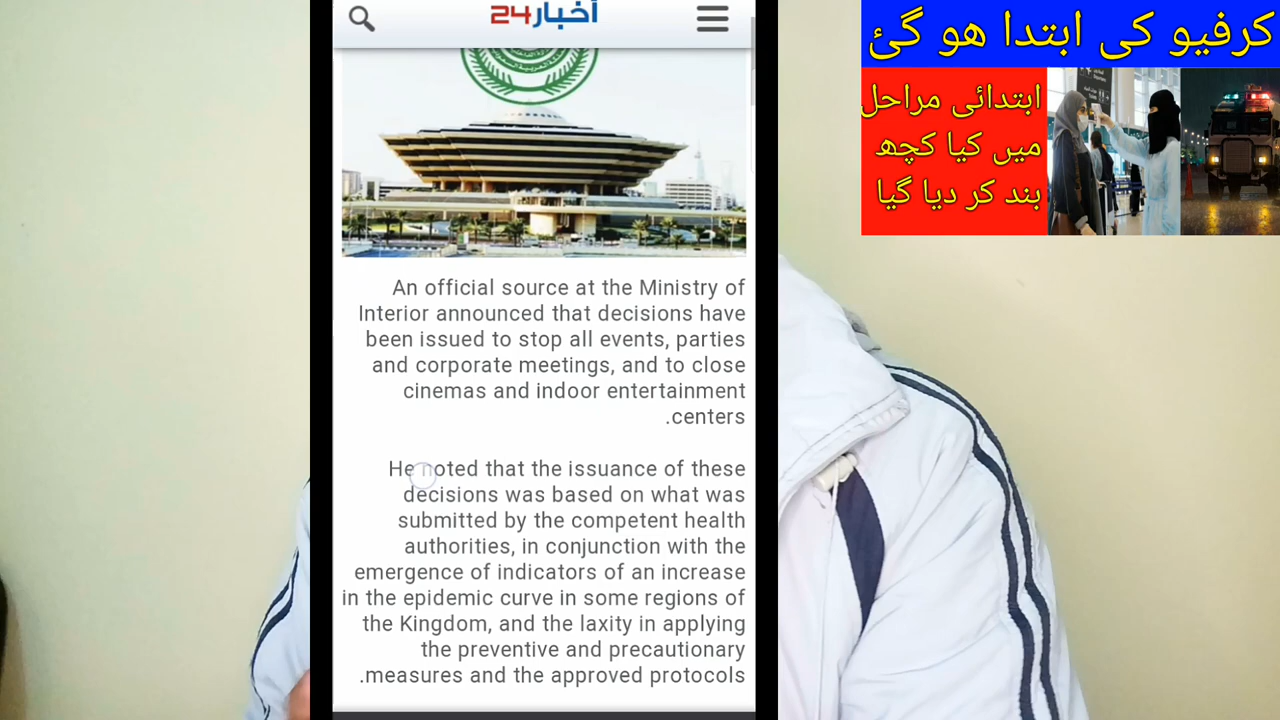 أخبار24
An official source at the Ministry of
Interior announced that decisions have
been issued to stop all events, parties
and corporate meetings, and to close
cinemas and indoor entertainment
.centers
He noted that the issuance of these
decisions was based on what was
submitted by the competent health
authorities, in conjunction with the
emergence of indicators of an increase
in the epidemic curve in some regions of
the Kingdom, and the laxity in applying
the preventive and precautionary
.measures and the approved protocols
کرفیو کی ابتدا ھو گئ
ابتدائی مراحل
میں کیا کچھ
بند کر دیا گیا